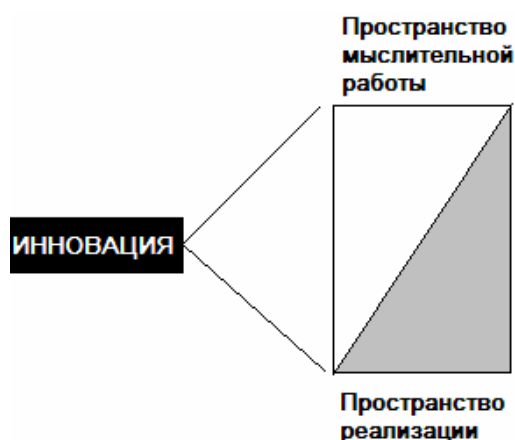 Пространство
мыслительной
работы
ИННОВАЦИЯ
Пространство
реализации